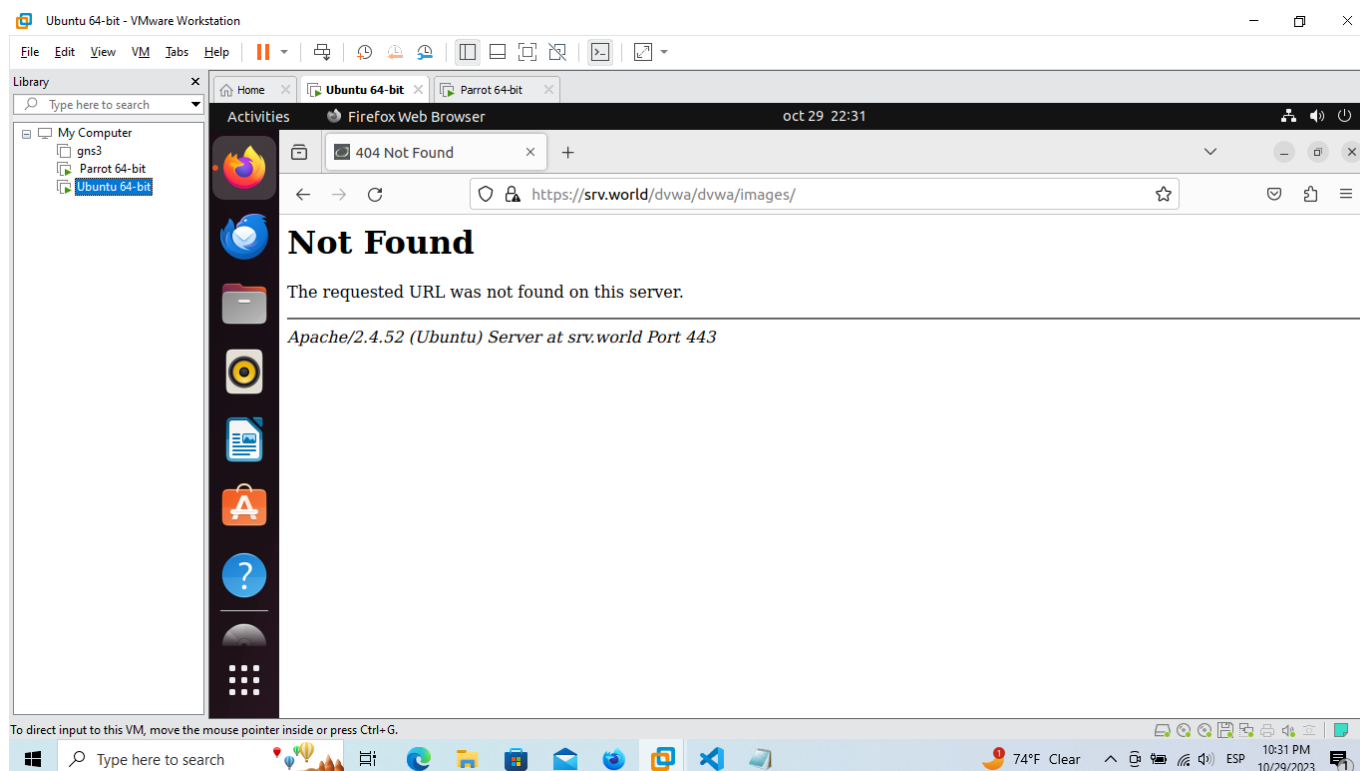 Ubuntu 64-bit - VMware Workstation
File Edit View VM Tabs Help
Library
Home Ubuntu 64-bit Parrot 64-bit
Type here to search
Activities Firefox Web Browser oct 29 22:31
My Computer
gns3
Parrot 64-bit
Ubuntu 64-bit
404 Not Found
https://srv.world/dvwa/dvwa/images/
Not Found
The requested URL was not found on this server.
Apache/2.4.52 (Ubuntu) Server at srv.world Port 443
To direct input to this VM, move the mouse pointer inside or press Ctrl+G.
Type here to search
1
74°F Clear
ESP
10:31 PM
10/29/2023
1